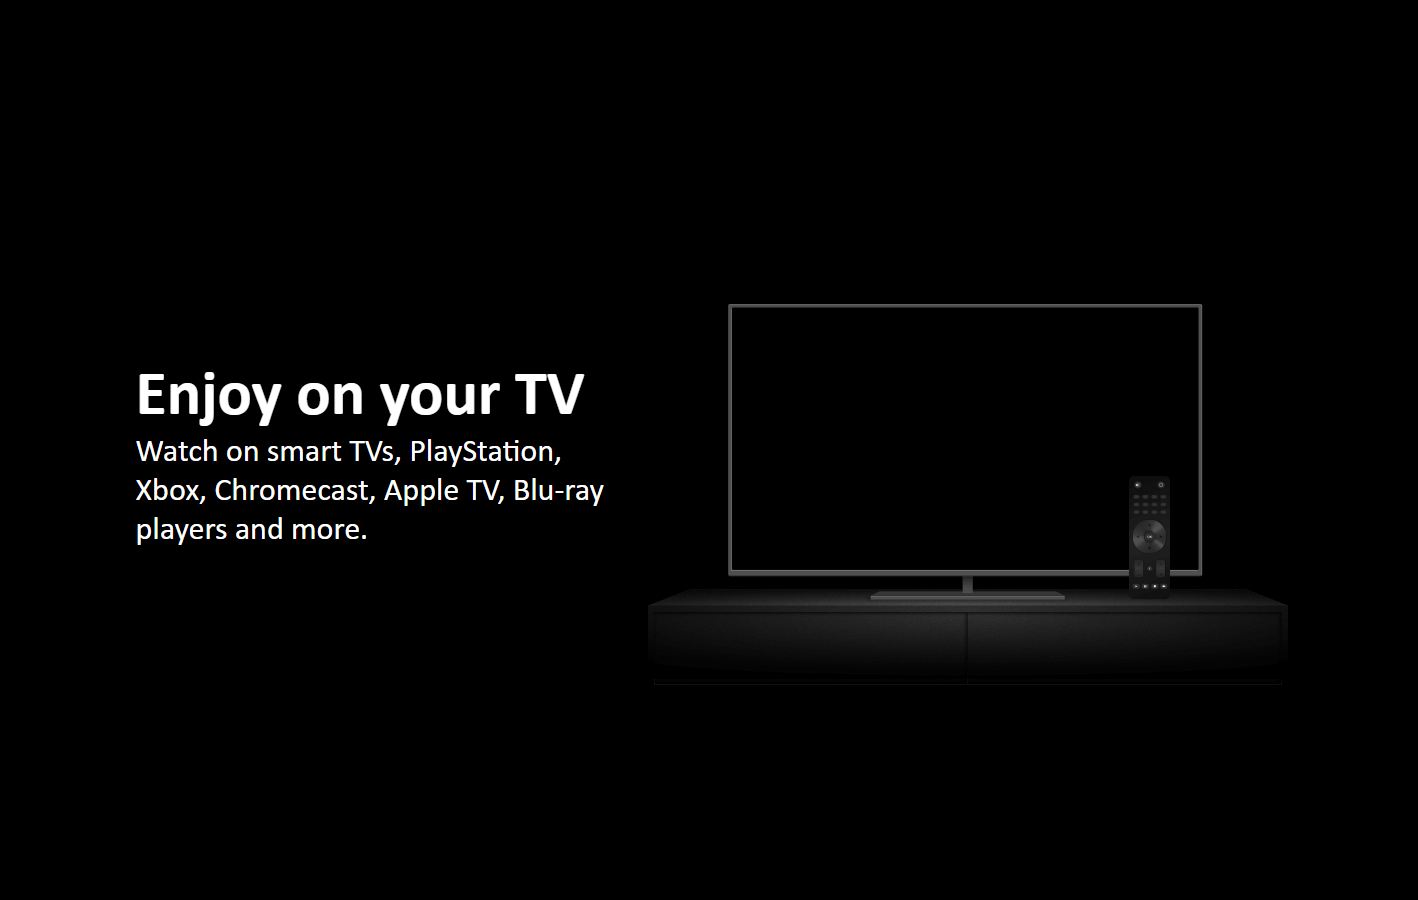 Enjoy on your TV
Watch on smart TVs, PlayStation,
Xbox, Chromecast, Apple TV, Blu-ray
players and more.